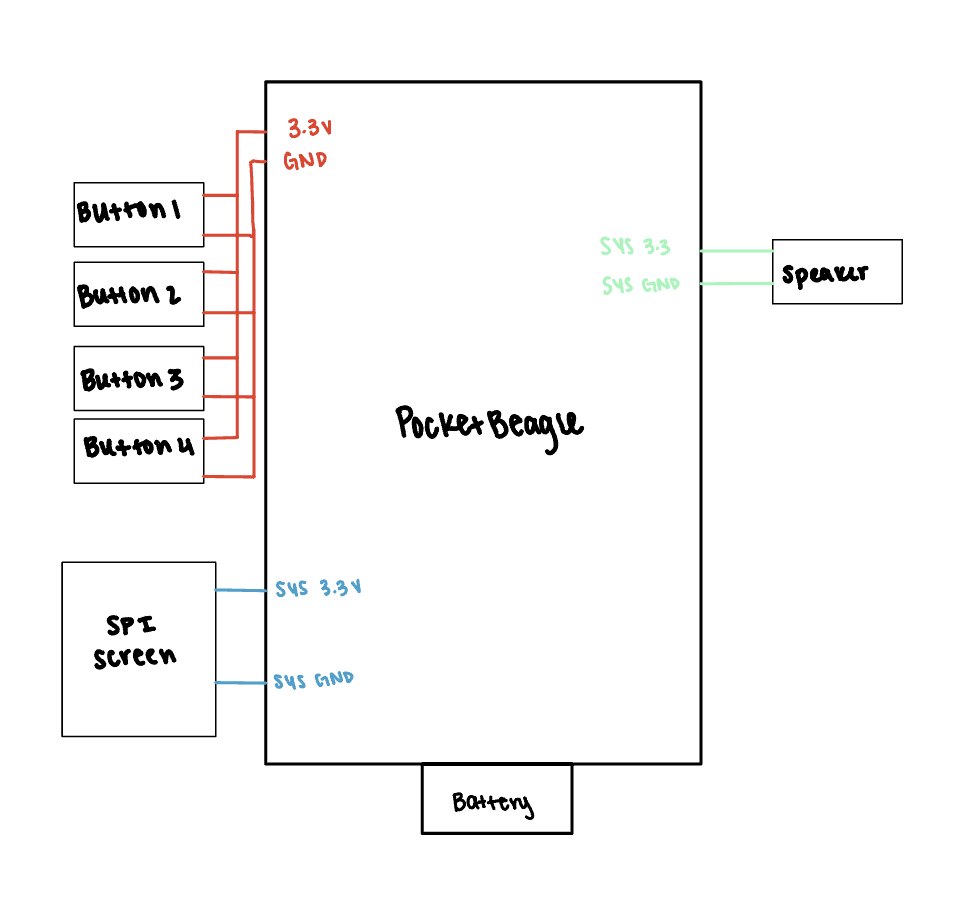 3.3V
GND
Button 1
Button 2
Button 3
Button 4
SYS 3.3
SYS GND
Speaker
PocketBeagle
SYS 3.3V
SYS GND
SPI
screen
Battery